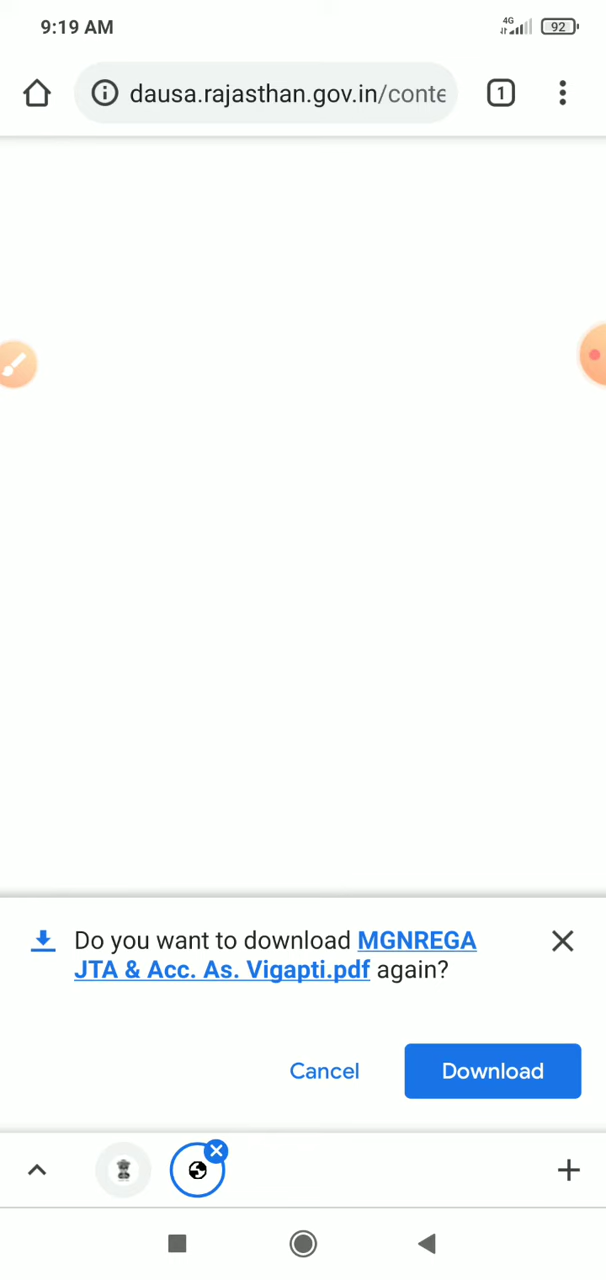 9:19 AM
4G
92
dausa.rajasthan.gov.in/conte
1
Do you want to download MGNREGA
JTA & Acc. As. Vigapti.pdf again?
Cancel
Download